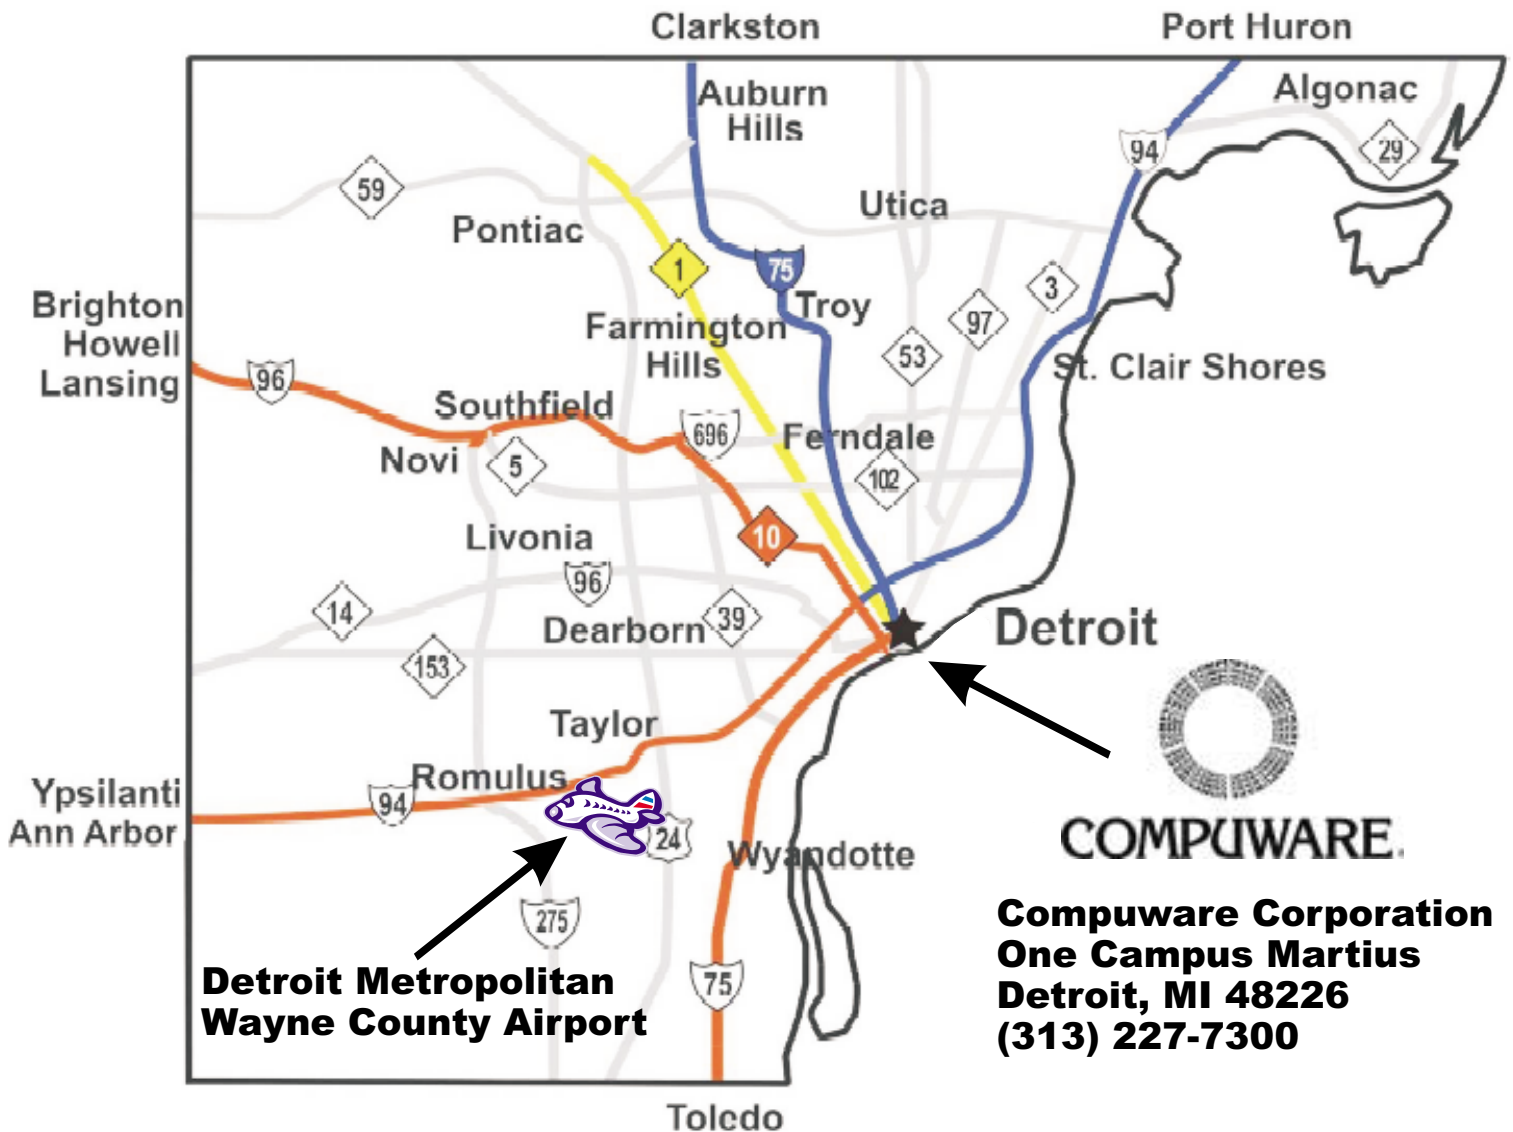 Clarkston
Port Huron
Auburn
Hills
Algonac
94
29
59
Utica
Pontiac
1
75
3
Brighton
Howell
Lansing
Troy
97
Farmington
Hills
53
St. Clair Shores
96
Southfield
696
Ferndale
Novi
5
102
10
Livonia
96
14
39
Dearborn
Detroit
153
Taylor
Romulus
94
Ypsilanti
Ann Arbor
24
Wyandotte
COMPUWARE.
275
75
Detroit Metropolitan
Wayne County Airport
Compuware Corporation
One Campus Martius
Detroit, MI 48226
(313) 227-7300
Toledo